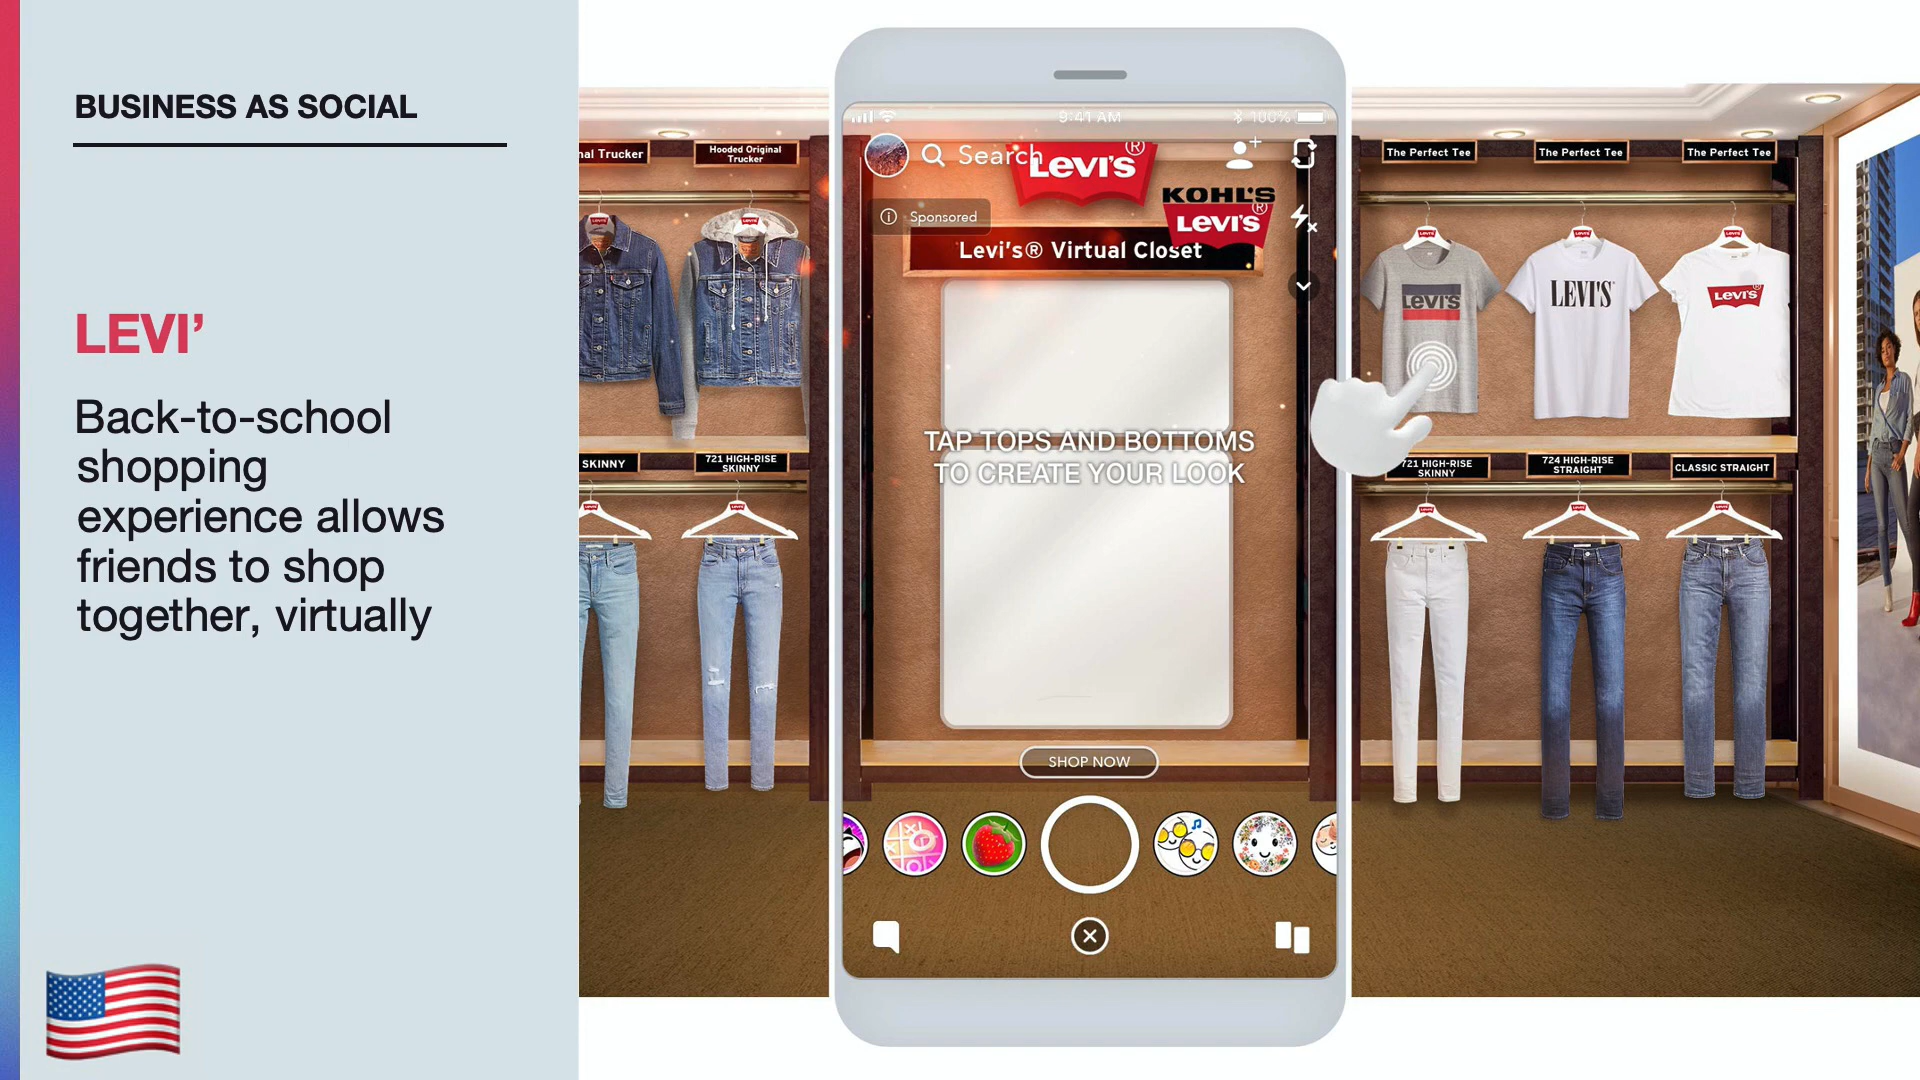 BUSINESS AS SOCIAL
LEVI’
Back-to-school
shopping
experience allows
friends to shop
together, virtually
nal Trucker
Hooded Original
Trucker
SKINNY
721 HIGH-RISE
SKINNY
9:41 AM
100%
Search
LEVI'S®
KOHL'S
LEVI'S®
Sponsored
Levi's® Virtual Closet
TAP TOPS AND BOTTOMS
TO CREATE YOUR LOOK
SHOP NOW
The Perfect Tee
The Perfect Tee
The Perfect Tee
LEVI'S
LEVI'S
LEVI'S
721 HIGH-RISE
SKINNY
724 HIGH-RISE
STRAIGHT
CLASSIC STRAIGHT